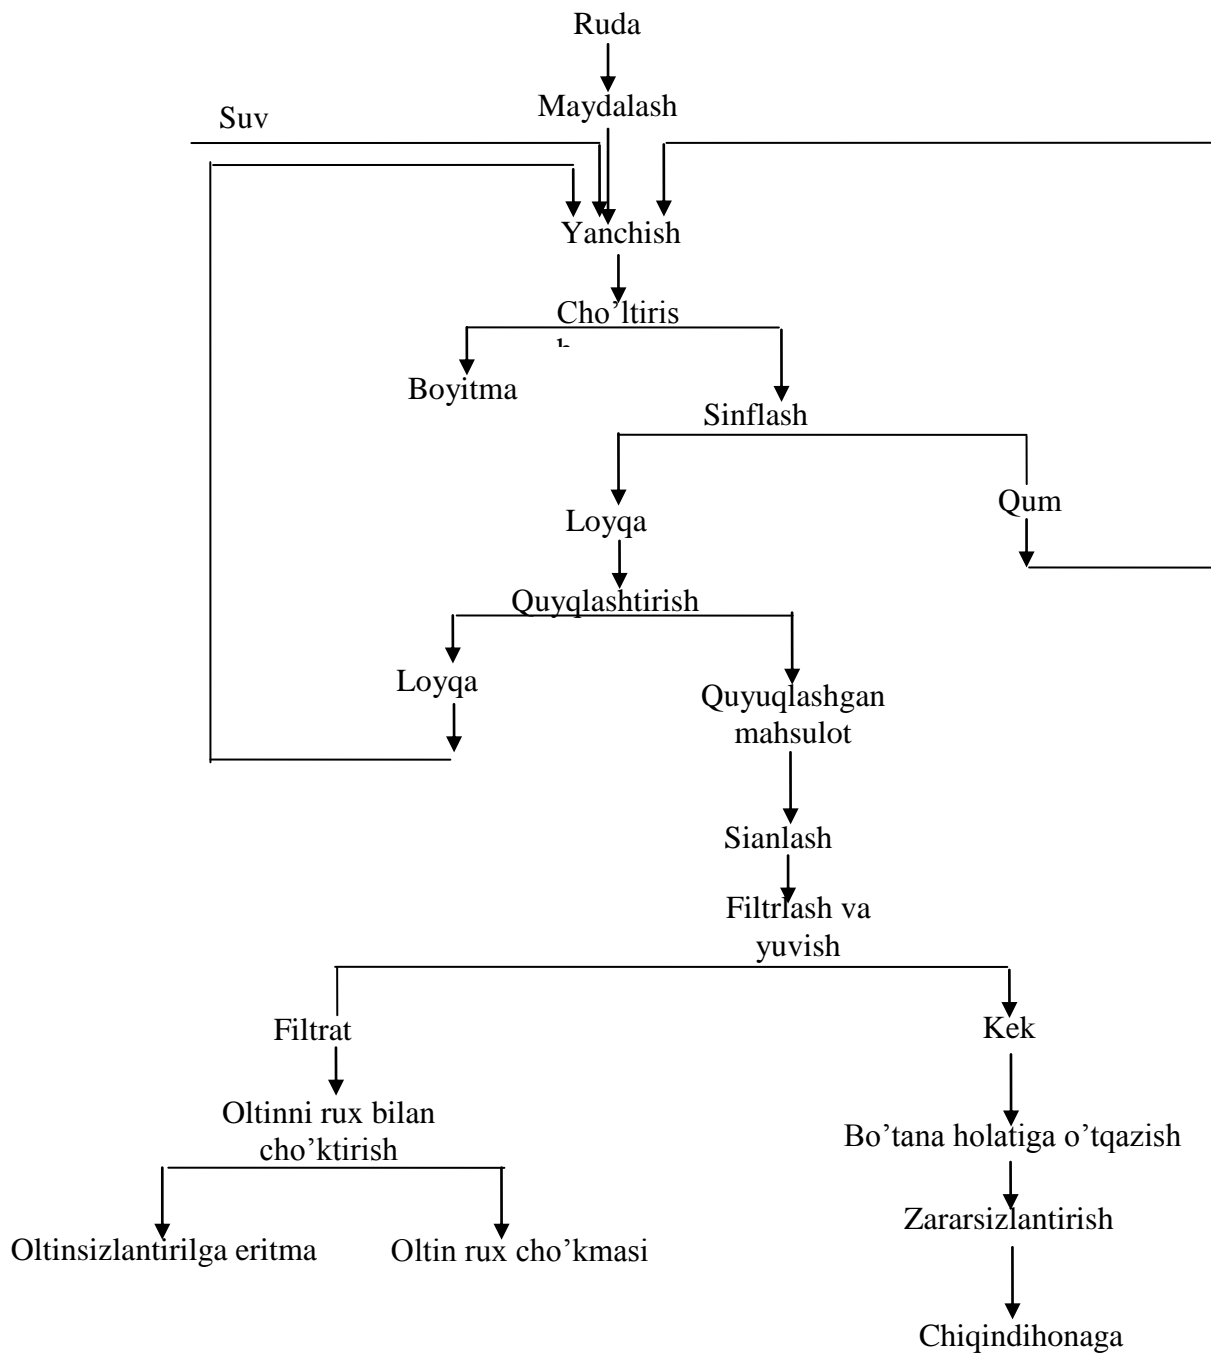 Ruda
Maydalash
Suv
Yanchish
Cho’ltiris
Boyitma
Sinflash
Qum
Loyqa
Quyqlashtirish
Loyqa
Quyuqlashgan
mahsulot
Sianlash
Filtrlash va
yuvish
Filtrat
Kek
Oltinni rux bilan
cho’ktirish
Bo’tana holatiga o’tqazish
Zararsizlantirish
Oltinsizlantirilga eritma
Oltin rux cho’kmasi
Chiqindihonaga